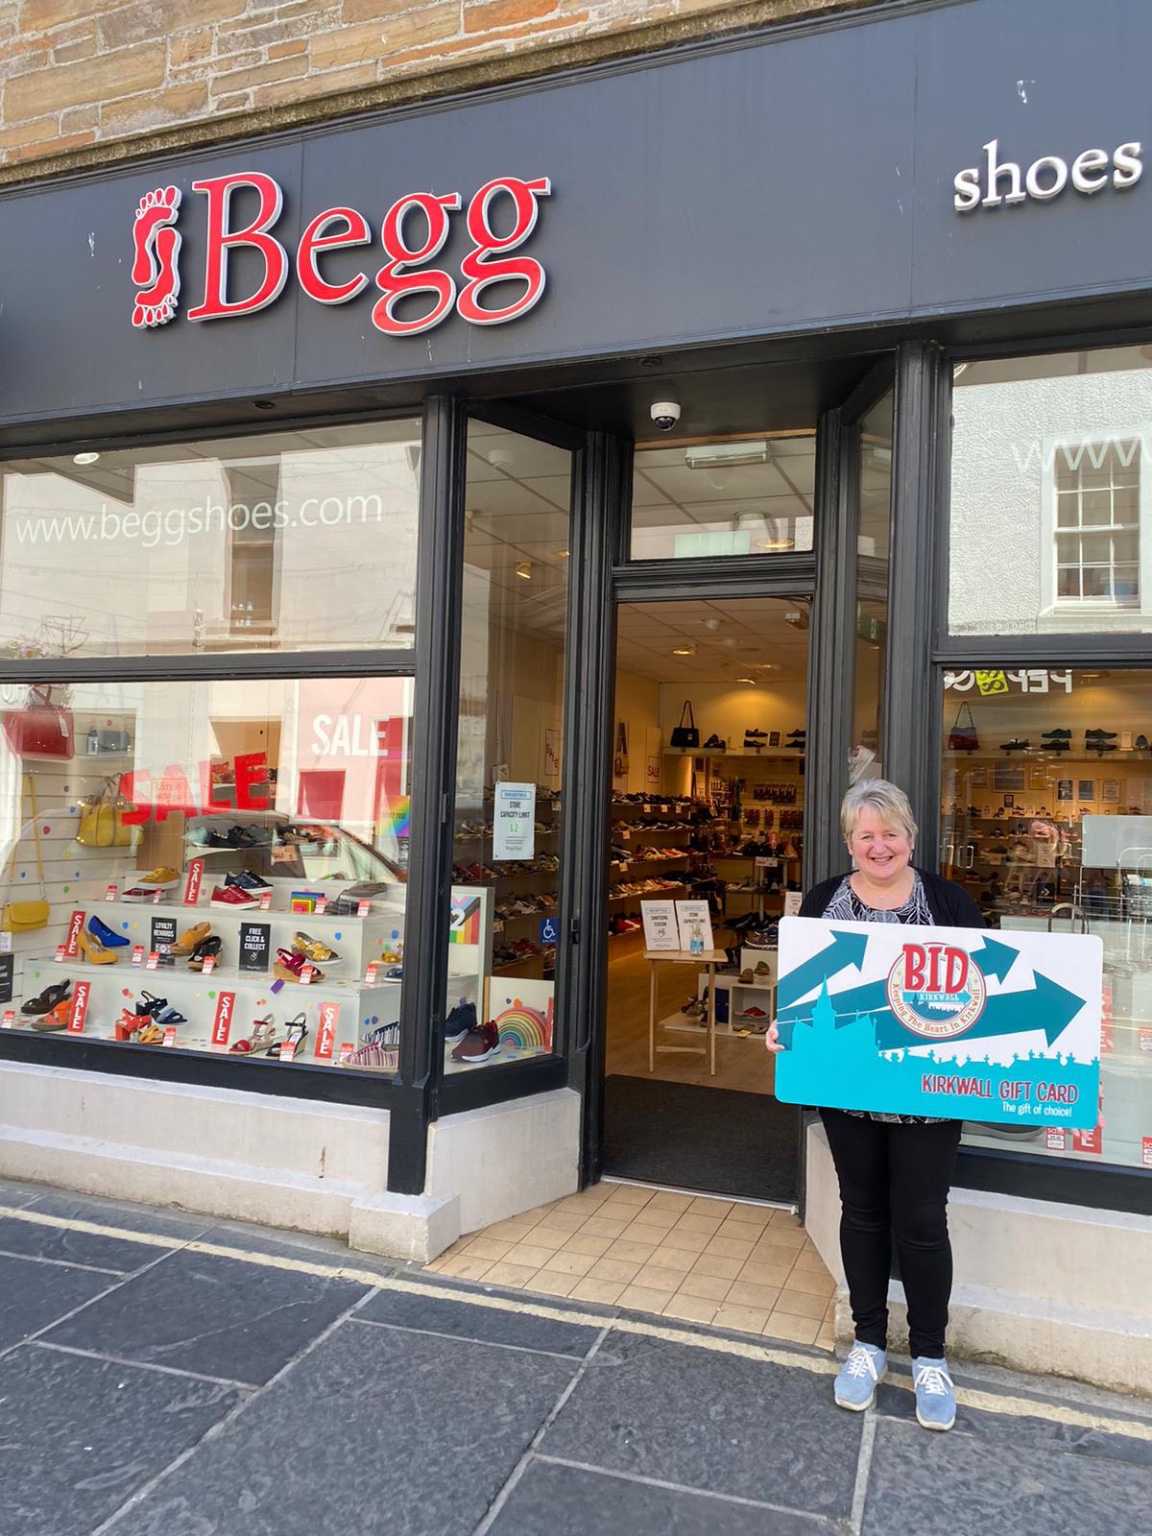 Begg
shoes
www.beggshoes.com
www
SALE
SALE
STORE
CAPACITY LIMIT
12
SALE
SALE
LOYALTY
REWARDS
FREE
CLICK &
COLLECT
SALE
SALE
SALE
BID
KIRKWALL
Keeping The Heart In Kirkwall
KIRKWALL GIFT CARD
The gift of choice!